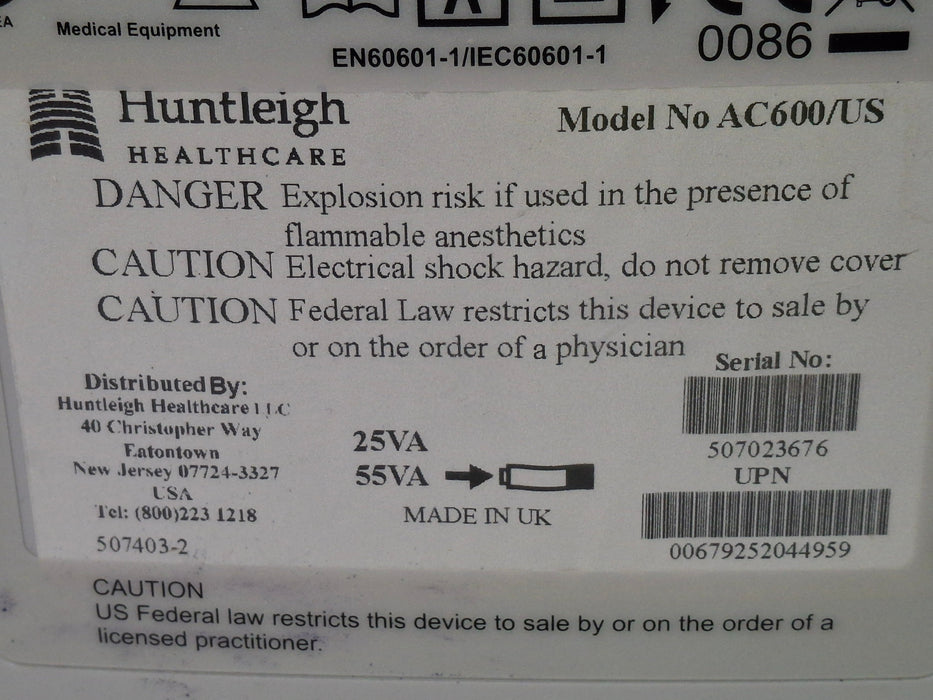 Medical Equipment
EN60601-1/IEC60601-1
0086
Huntleigh
HEALTHCARE
Model No AC600/US
DANGER Explosion risk if used in the presence of
flammable anesthetics
CAUTION Electrical shock hazard, do not remove cover
CAUTION Federal Law restricts this device to sale by
or on the order of a physician
Distributed By:
Huntleigh Healthcare LLC
40 Christopher Way
Eatontown
New Jersey 07724-3327
USA
Tel: (800)223 1218
507403-2
25VA
55VA
MADE IN UK
Serial No:
507023676
UPN
00679252044959
CAUTION
US Federal law restricts this device to sale by or on the order of a
licensed practitioner.